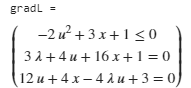 gradL =
-2 u² + 3 x + 1 ≤ 0
3 λ + 4 u + 16 x + 1 = 0
12 u + 4 x - 4 λ u + 3 = 0